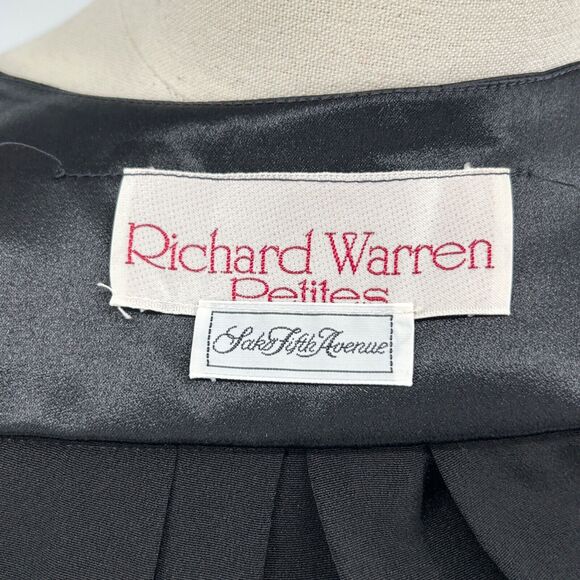 Richard Warren
Petites
Saks Fifth Avenue